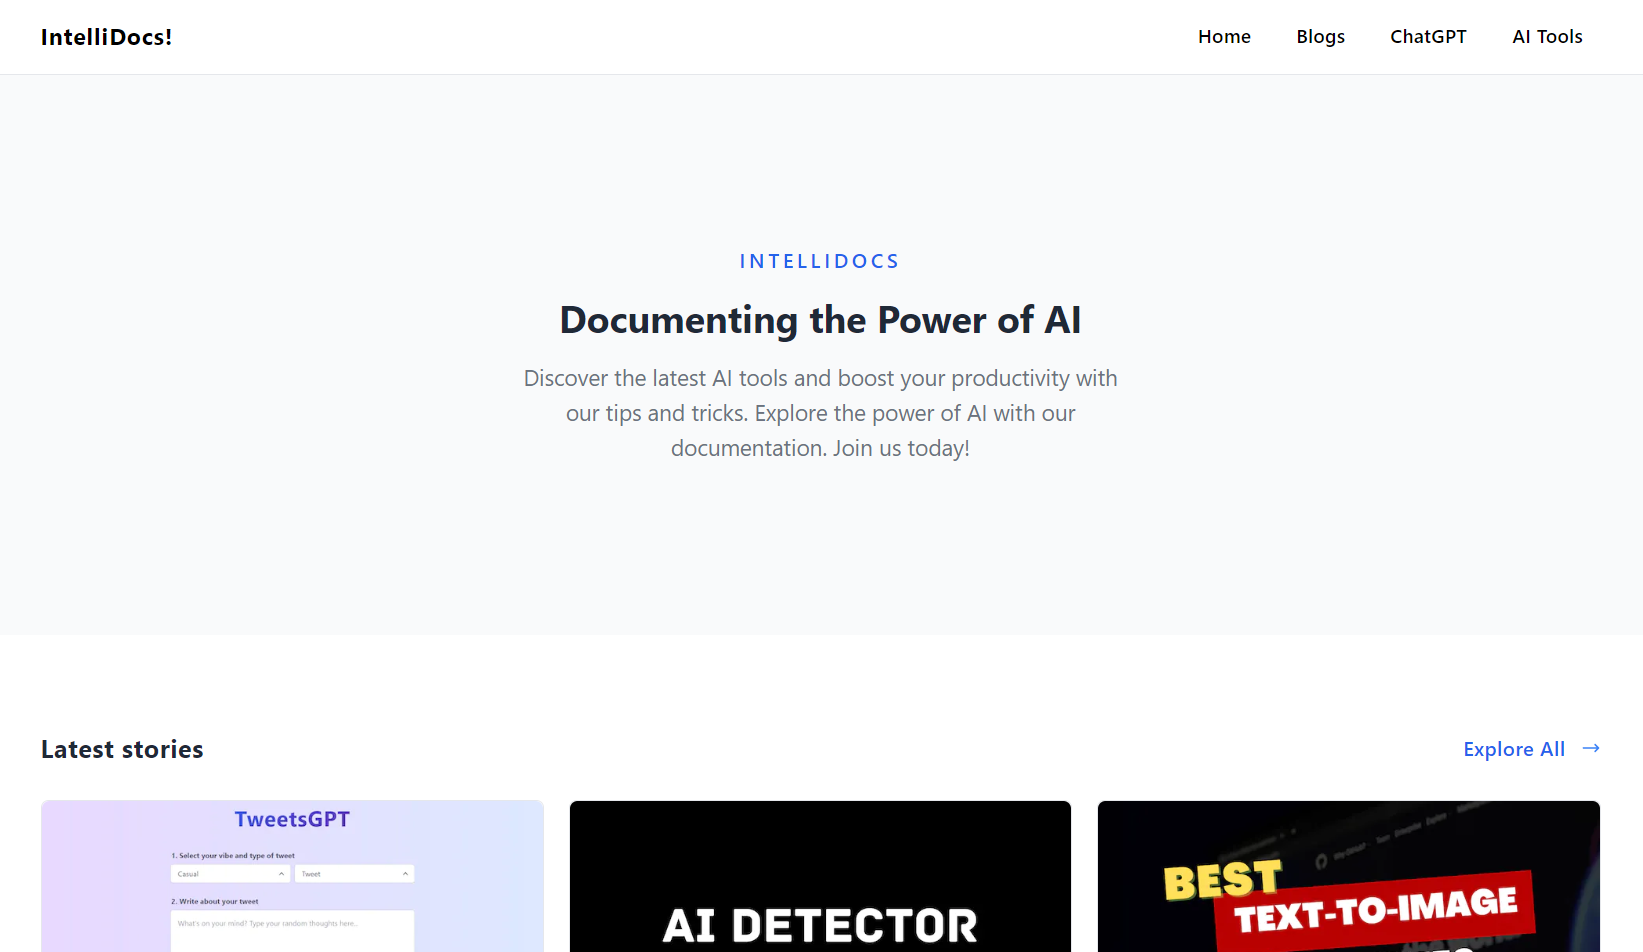 IntelliDocs!
Home
Blogs
ChatGPT
AI Tools
INTELLIDOCS
Documenting the Power of AI
Discover the latest AI tools and boost your productivity with
our tips and tricks. Explore the power of AI with our
documentation. Join us today!
Latest stories
Explore All →
TweetsGPT
1. Select your vibe and type of tweet
Casual
Tweet
2. Write about your tweet
What's on your mind? Type your random thoughts here...
AI DETECTOR
BEST
TEXT-TO-IMAGE